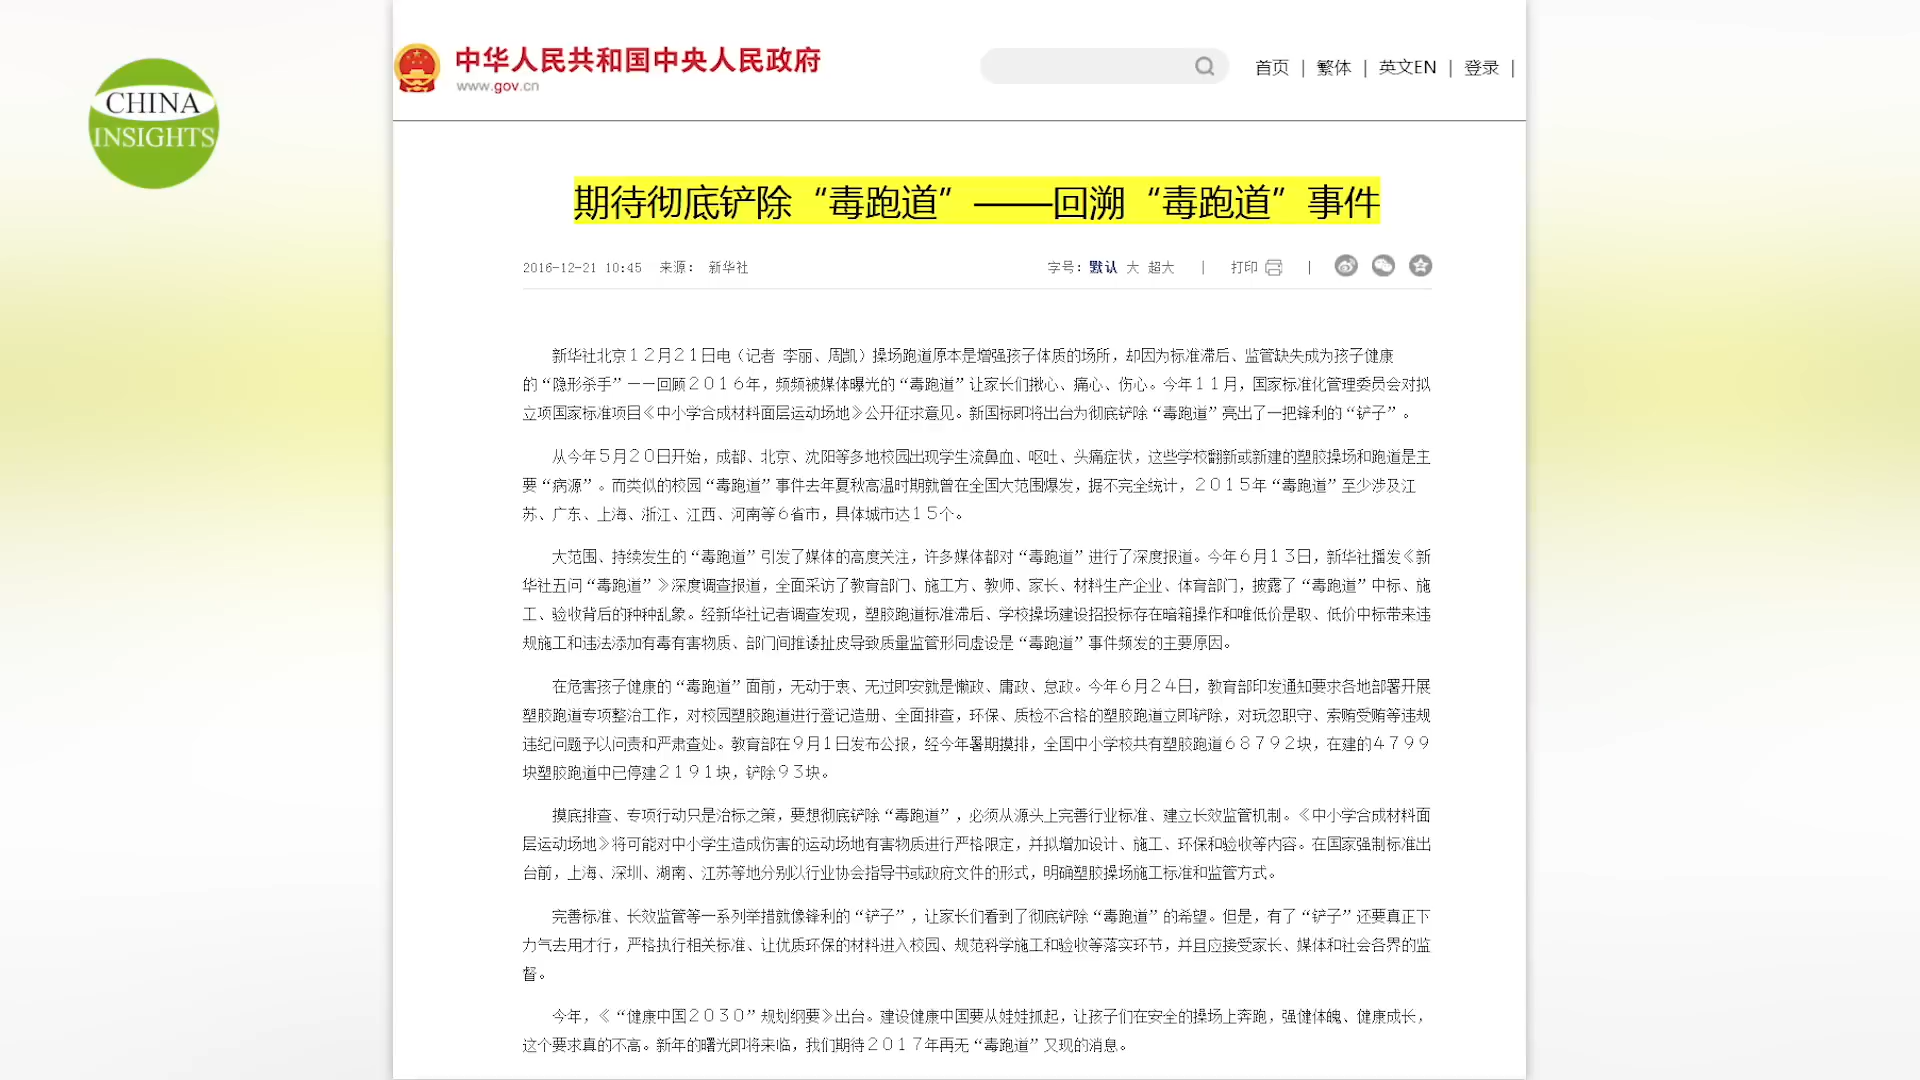 CHINA
INSIGHTS
中华人民共和国中央人民政府
www.gov.cn
首页 | 繁体 | 英文EN | 登录 |
期待彻底铲除“毒跑道”——回溯“毒跑道”事件
2016-12-21 10:45 来源: 新华社
字号:默认 大 超大 | 打印 |
新华社北京12月21日电(记者 李丽、周凯)操场跑道原本是增强孩子体质的场所,却因为标准滞后、监管缺失成为孩子健康
的“隐形杀手”——回顾2016年,频频被媒体曝光的“毒跑道”让家长们揪心、痛心、伤心。今年11月,国家标准化管理委员会对拟
立项国家标准项目《中小学合成材料面层运动场地》公开征求意见。新国标即将出台为彻底铲除“毒跑道”亮出了一把锋利的“铲子”。
从今年5月20日开始,成都、北京、沈阳等多地校园出现学生流鼻血、呕吐、头痛症状,这些学校翻新或新建的塑胶操场和跑道是主
要“病源”。而类似的校园“毒跑道”事件去年夏秋高温时期就曾在全国大范围爆发,据不完全统计,2015年“毒跑道”至少涉及江
苏、广东、上海、浙江、江西、河南等6省市,具体城市达15个。
大范围、持续发生的“毒跑道”引发了媒体的高度关注,许多媒体都对“毒跑道”进行了深度报道。今年6月13日,新华社播发《新
华社五问“毒跑道”》深度调查报道,全面采访了教育部门、施工方、教师、家长、材料生产企业、体育部门,披露了“毒跑道”中标、施
工、验收背后的种种乱象。经新华社记者调查发现,塑胶跑道标准滞后、学校操场建设招投标存在暗箱操作和唯低价是取、低价中标带来违
规施工和违法添加有毒有害物质、部门间推诿扯皮导致质量监管形同虚设是“毒跑道”事件频发的主要原因。
在危害孩子健康的“毒跑道”面前,无动于衷、无过即安就是懒政、庸政、怠政。今年6月24日,教育部印发通知要求各地部署开展
塑胶跑道专项整治工作,对校园塑胶跑道进行登记造册、全面排查,环保、质检不合格的塑胶跑道立即铲除,对玩忽职守、索贿受贿等违规
违纪问题予以问责和严肃查处。教育部在9月1日发布公报,经今年暑期摸排,全国中小学校共有塑胶跑道68792块,在建的4799
块塑胶跑道中已停建2191块,铲除93块。
摸底排查、专项行动只是治标之策,要想彻底铲除“毒跑道”,必须从源头上完善行业标准、建立长效监管机制。《中小学合成材料面
层运动场地》将可能对中小学生造成伤害的运动场地有害物质进行严格限定,并拟增加设计、施工、环保和验收等内容。在国家强制标准出
台前,上海、深圳、湖南、江苏等地分别以行业协会指导书或政府文件的形式,明确塑胶操场施工标准和监管方式。
完善标准、长效监管等一系列举措就像锋利的“铲子”,让家长们看到了彻底铲除“毒跑道”的希望。但是,有了“铲子”还要真正下
力气去用才行,严格执行相关标准、让优质环保的材料进入校园、规范科学施工和验收等落实环节,并且应接受家长、媒体和社会各界的监
督。
今年,《“健康中国2030”规划纲要》出台。建设健康中国要从娃娃抓起,让孩子们在安全的操场上奔跑,强健体魄、健康成长,
这个要求真的不高。新年的曙光即将来临,我们期待2017年再无“毒跑道”又现的消息。